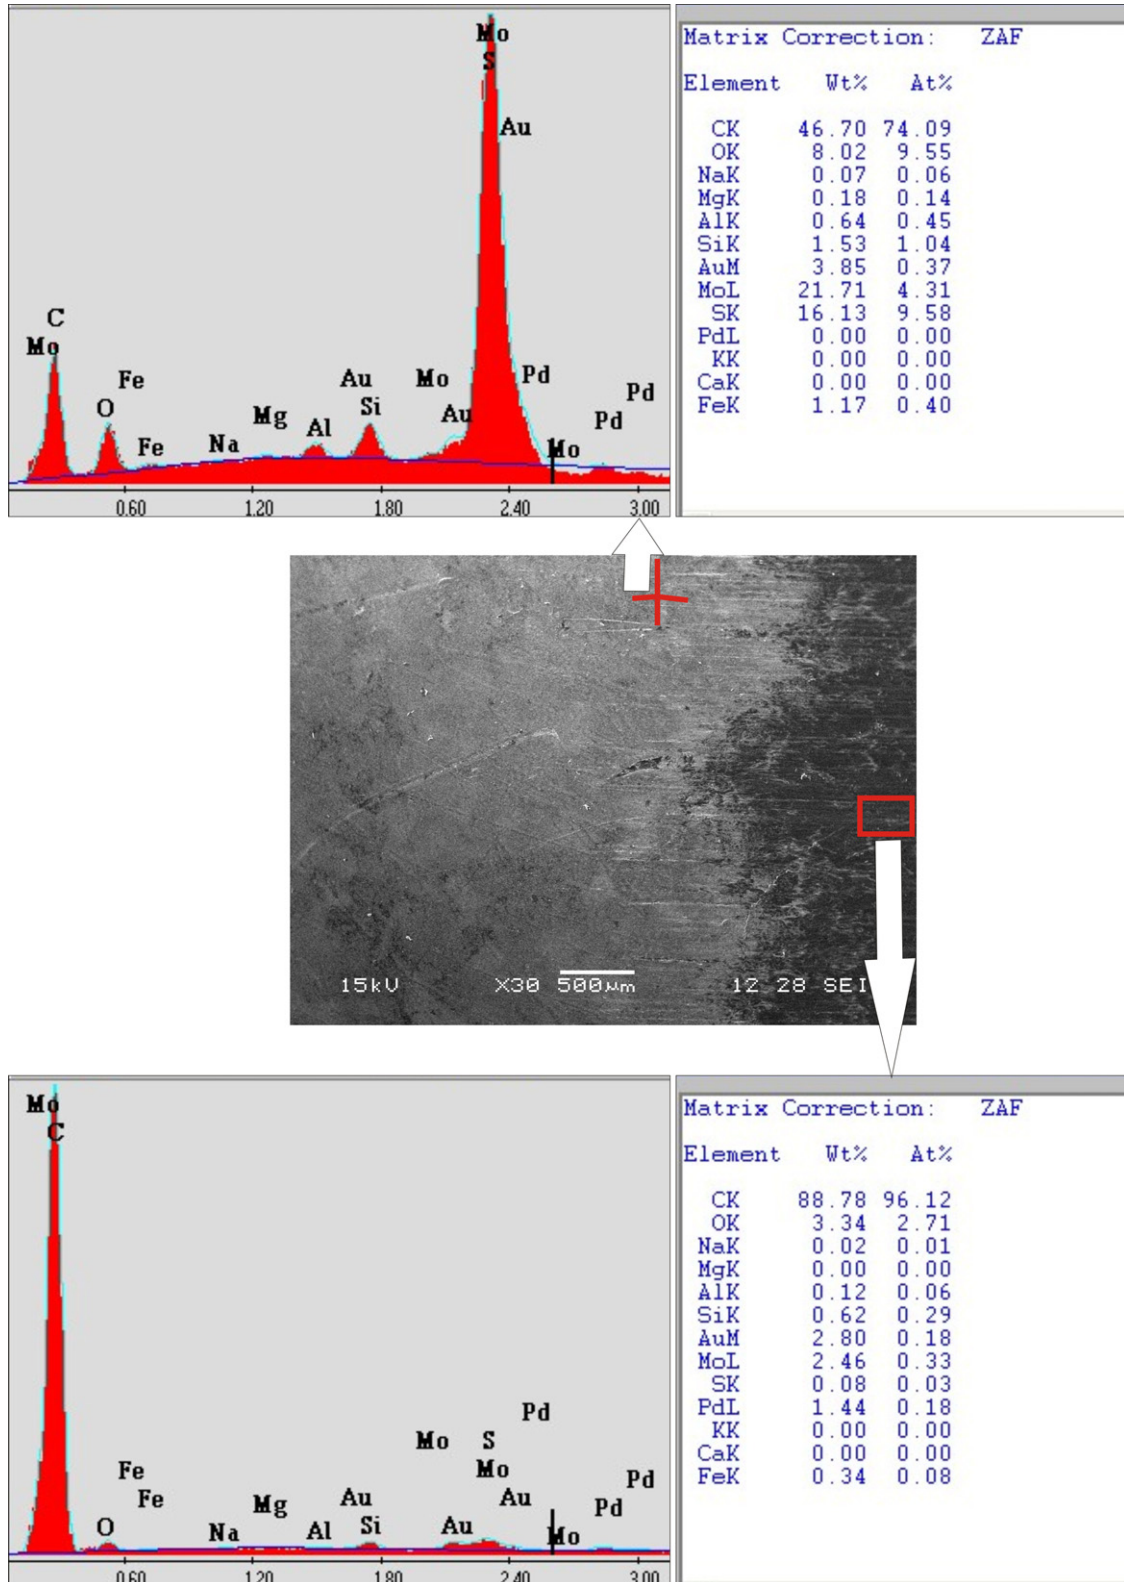 Mo
S
Au
C
Mo
Fe
O
Fe
Na
Mg
Al
Au
Si
Mo
Au
Pd
Mo
Pd
Pd
0.60 1.20 1.80 2.40 3.00
Matrix Correction: ZAF
Element Wt% At%
CK 46.70 74.09
OK 8.02 9.55
NaK 0.07 0.06
MgK 0.18 0.14
AlK 0.64 0.45
SiK 1.53 1.04
AuM 3.85 0.37
MoL 21.71 4.31
SK 16.13 9.58
PdL 0.00 0.00
KK 0.00 0.00
CaK 0.00 0.00
FeK 1.17 0.40
15kV X30 500µm 12 28 SEI
Mo
C
Fe
Fe
O
Na
Mg
Al
Au
Si
Mo
Au
S
Mo
Au
Pd
Mo
Pd
Pd
0.60 1.20 1.80 2.40 3.00
Matrix Correction: ZAF
Element Wt% At%
CK 88.78 96.12
OK 3.34 2.71
NaK 0.02 0.01
MgK 0.00 0.00
AlK 0.12 0.06
SiK 0.62 0.29
AuM 2.80 0.18
MoL 2.46 0.33
SK 0.08 0.03
PdL 1.44 0.18
KK 0.00 0.00
CaK 0.00 0.00
FeK 0.34 0.08